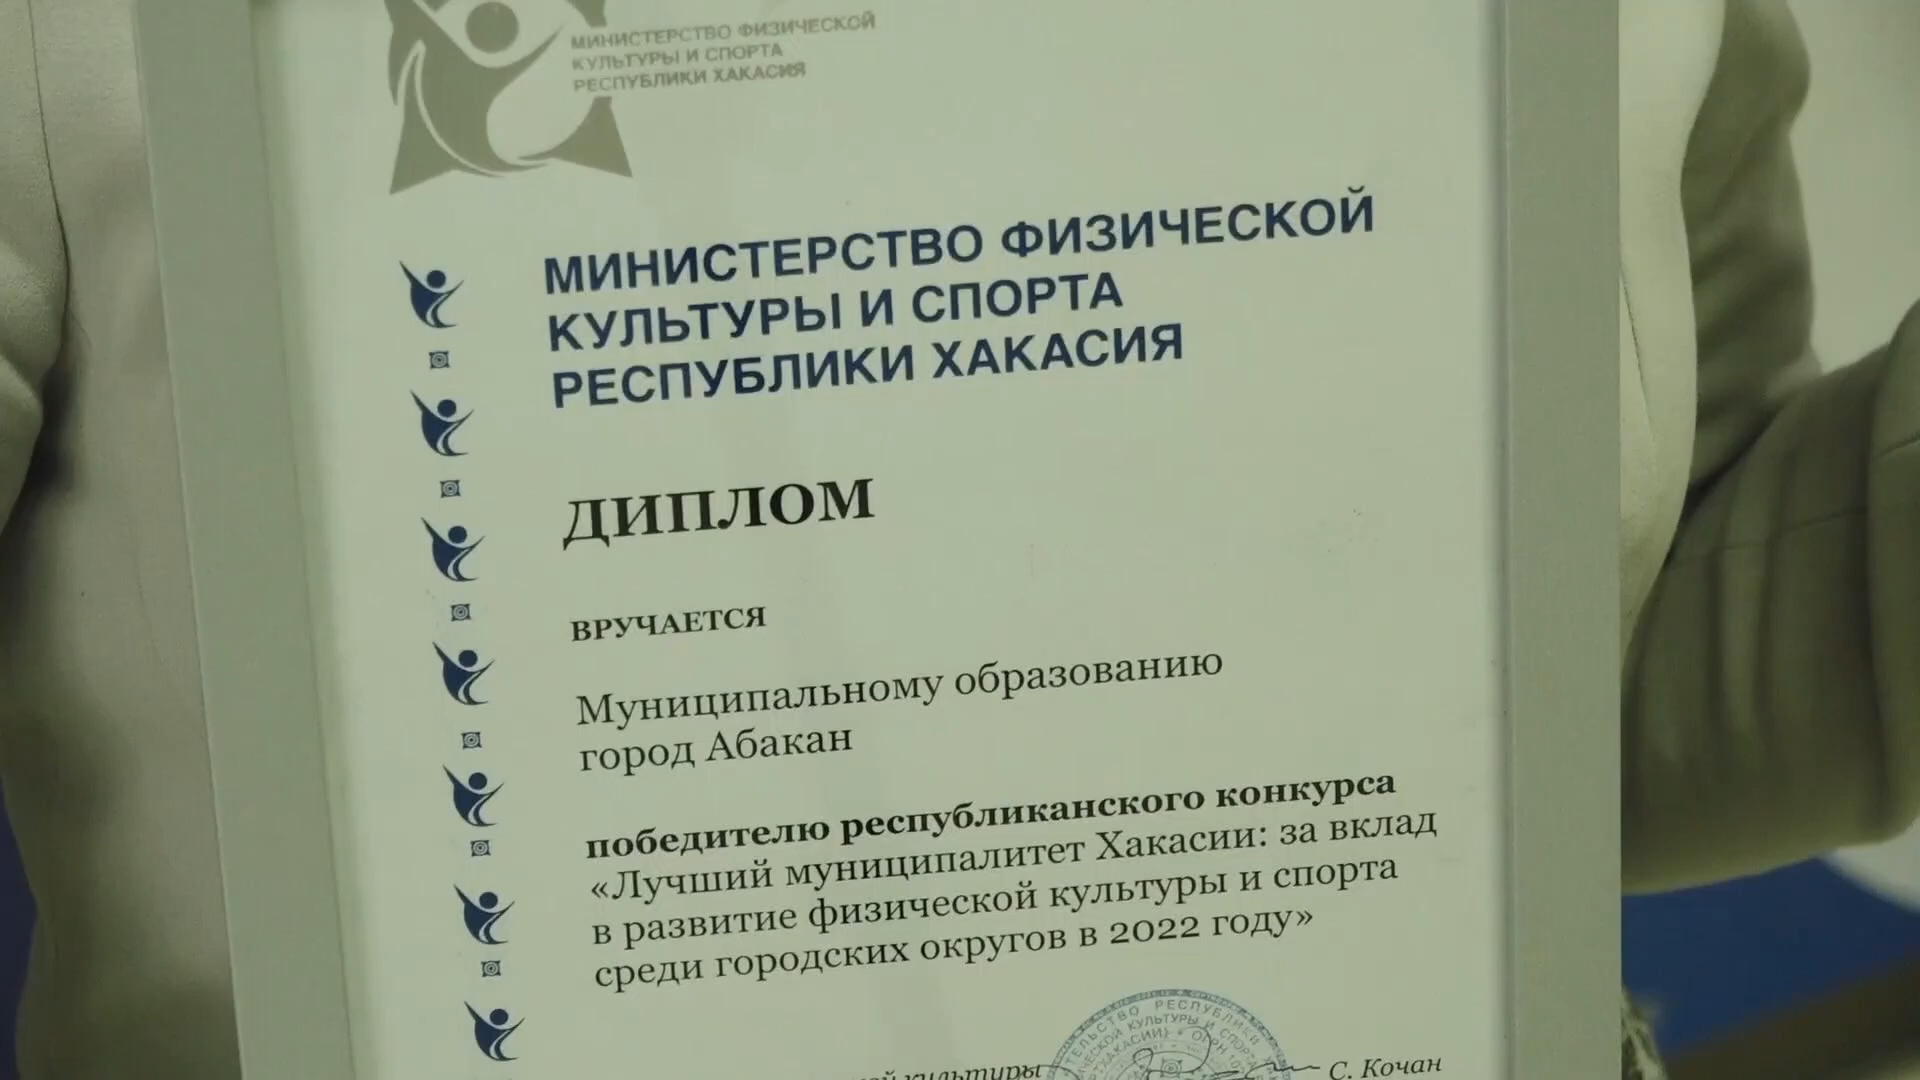 МИНИСТЕРСТВО ФИЗИЧЕСКОЙ
КУЛЬТУРЫ И СПОРТА
РЕСПУБЛИКИ ХАКАСИЯ
МИНИСТЕРСТВО ФИЗИЧЕСКОЙ
КУЛЬТУРЫ И СПОРТА
РЕСПУБЛИКИ ХАКАСИЯ
ДИПЛОМ
ВРУЧАЕТСЯ
Муниципальному образованию
город Абакан
победителю республиканского конкурса
«Лучший муниципалитет Хакасии: за вклад
в развитие физической культуры и спорта
среди городских округов в 2022 году»
культуры
С. Кочан